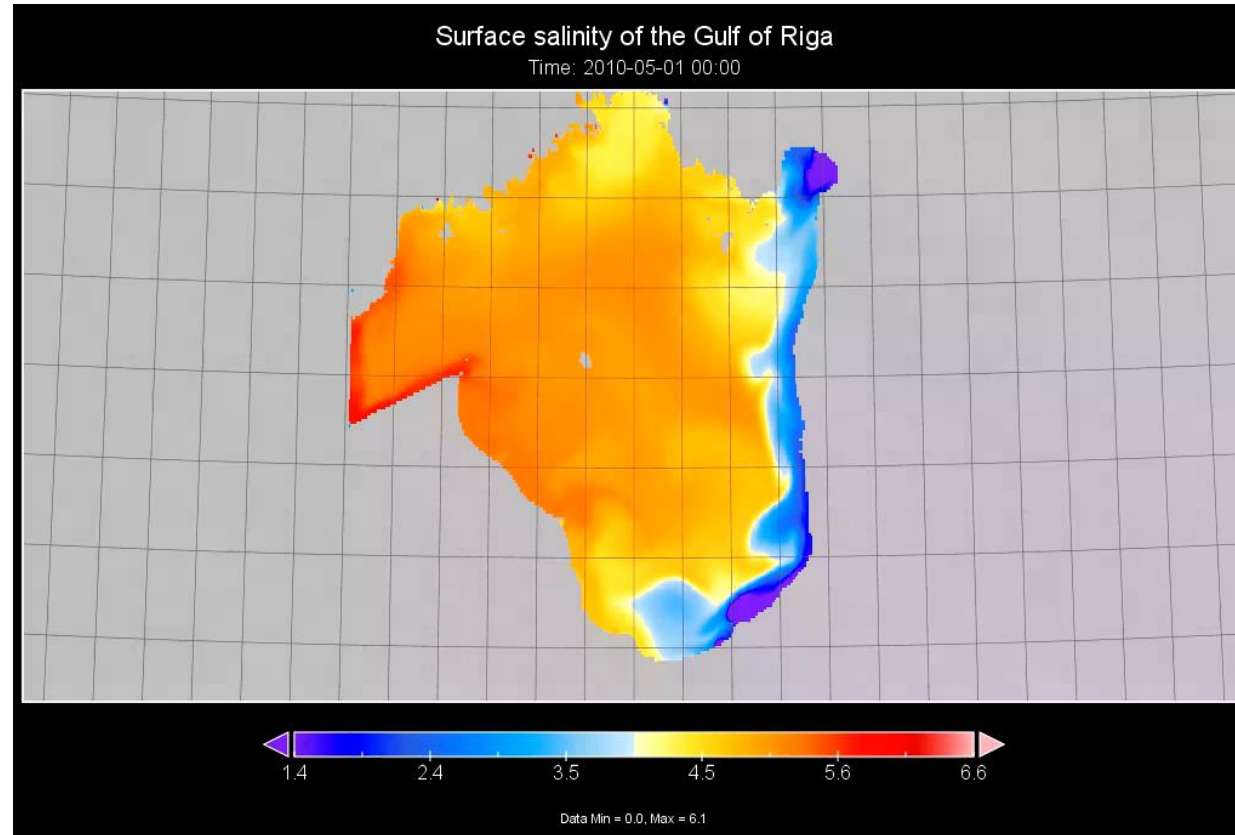 Surface salinity of the Gulf of Riga
Time: 2010-05-01 00:00
1.4 2.4 3.5 4.5 5.6 6.6
Data Min = 0.0, Max = 6.1